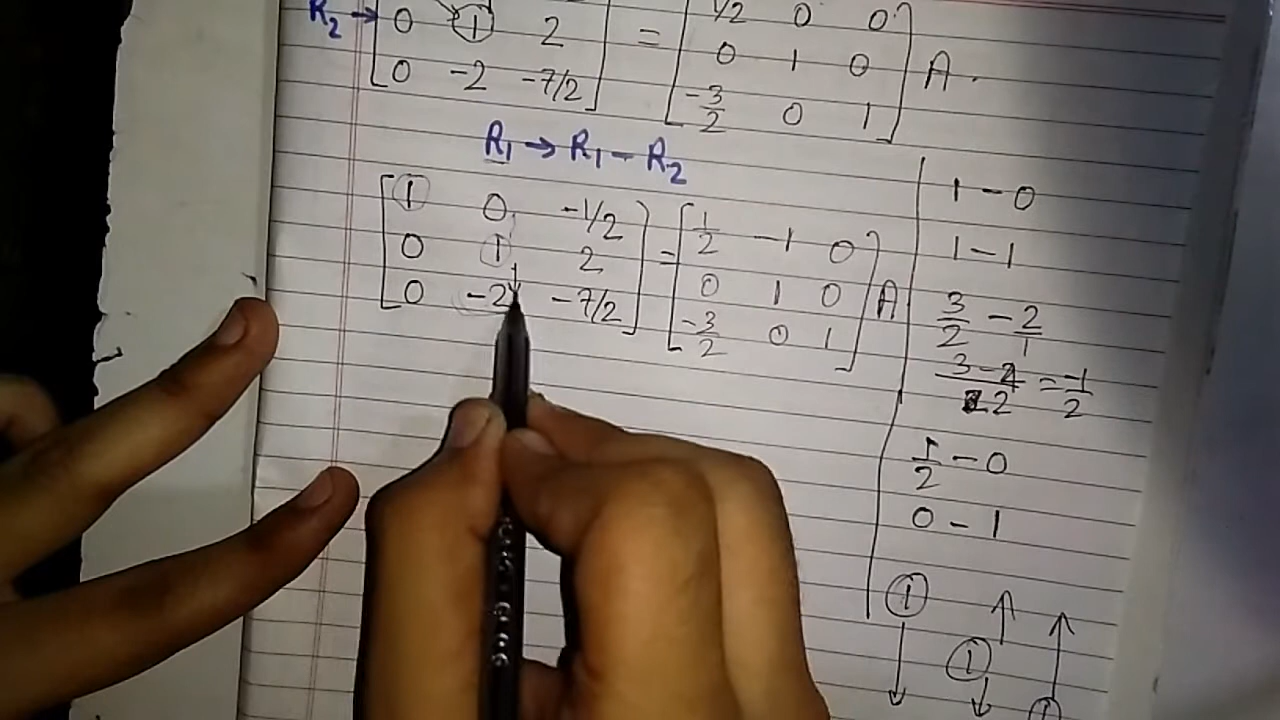 1/2 0 0
R2 → 0 1 2 = 0 1 0 A.
0 -2 -7/2 -3/2 0 1
R1 → R1 - R2
1 0 -1/2 = 1/2 -1 0
0 1 2 0 1 0 A
0 -2 -7/2 -3/2 0 1
1 - 0
1 - 1
3/2 - 2/1
= -1/2
1/2 - 0
0 - 1
1
1
1